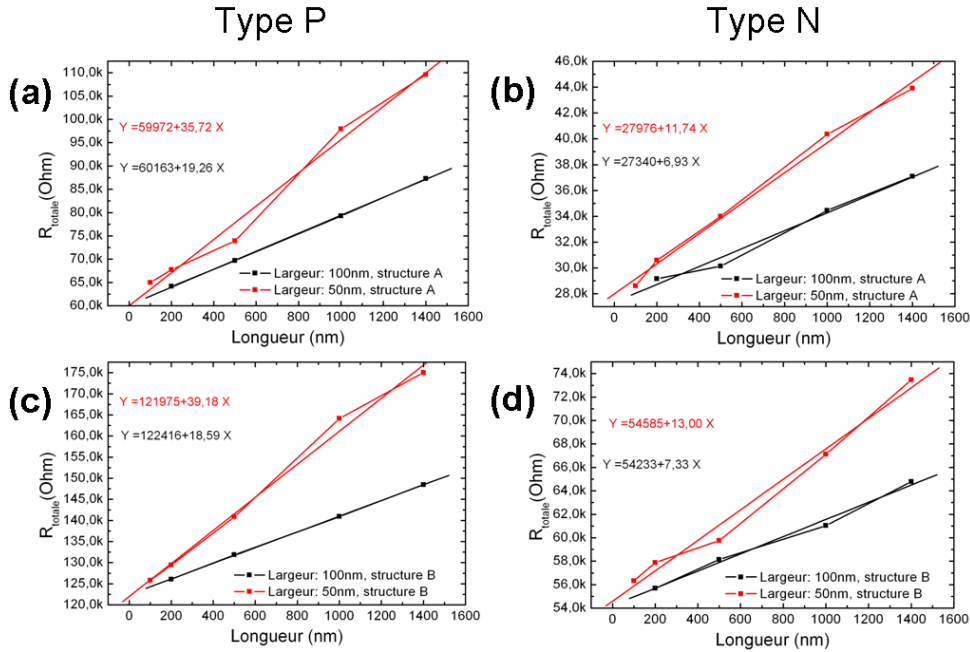 Type P
Type N
(a)
110,0k
105,0k
100,0k
95,0k
90,0k
85,0k
80,0k
75,0k
70,0k
65,0k
60,0k
R_totale(Ohm)
Y =59972+35,72 X
Y =60163+19,26 X
Largeur: 100nm, structure A
Largeur: 50nm, structure A
0 200 400 600 800 1000 1200 1400 1600
Longueur (nm)
(b)
46,0k
44,0k
42,0k
40,0k
38,0k
36,0k
34,0k
32,0k
30,0k
28,0k
R_totale(Ohm)
Y =27976+11,74 X
Y =27340+6,93 X
Largeur: 100nm, structure A
Largeur: 50nm, structure A
0 200 400 600 800 1000 1200 1400 1600
Longueur (nm)
(c)
175,0k
170,0k
165,0k
160,0k
155,0k
150,0k
145,0k
140,0k
135,0k
130,0k
125,0k
120,0k
R_totale(Ohm)
Y =121975+39,18 X
Y =122416+18,59 X
Largeur: 100nm, structure B
Largeur: 50nm, structure B
0 200 400 600 800 1000 1200 1400 1600
Longueur (nm)
(d)
74,0k
72,0k
70,0k
68,0k
66,0k
64,0k
62,0k
60,0k
58,0k
56,0k
54,0k
R_totale(Ohm)
Y =54585+13,00 X
Y =54233+7,33 X
Largeur: 100nm, structure B
Largeur: 50nm, structure B
0 200 400 600 800 1000 1200 1400 1600
Longueur (nm)